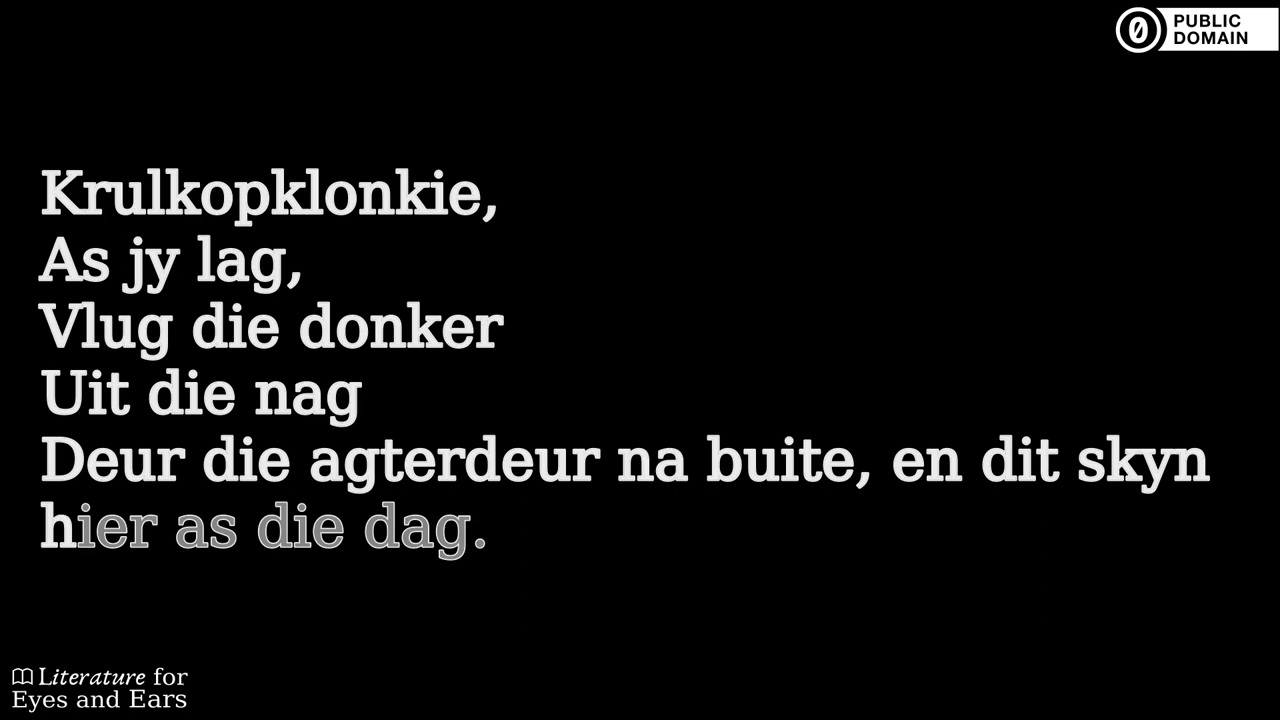 PUBLIC
DOMAIN
Krulkopklonkie,
As jy lag,
Vlug die donker
Uit die nag
Deur die agterdeur na buite, en dit skyn
hier as die dag.
Literature for
Eyes and Ears